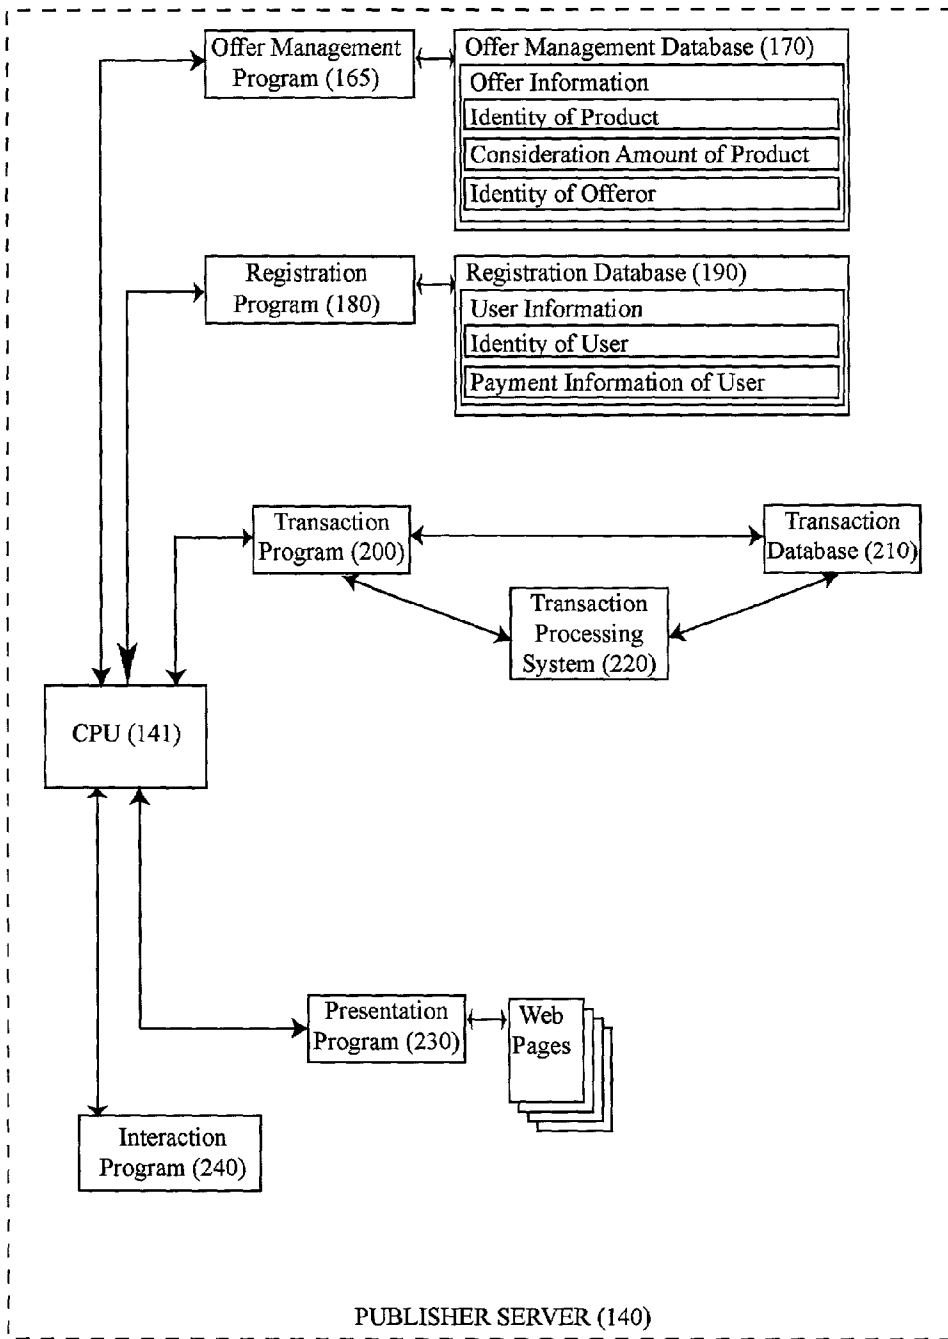 Offer Management
Program (165)
Offer Management Database (170)
Offer Information
Identity of Product
Consideration Amount of Product
Identity of Offeror
Registration
Program (180)
Registration Database (190)
User Information
Identity of User
Payment Information of User
Transaction
Program (200)
Transaction
Database (210)
Transaction
Processing
System (220)
CPU (141)
Presentation
Program (230)
Web
Pages
Interaction
Program (240)
PUBLISHER SERVER (140)